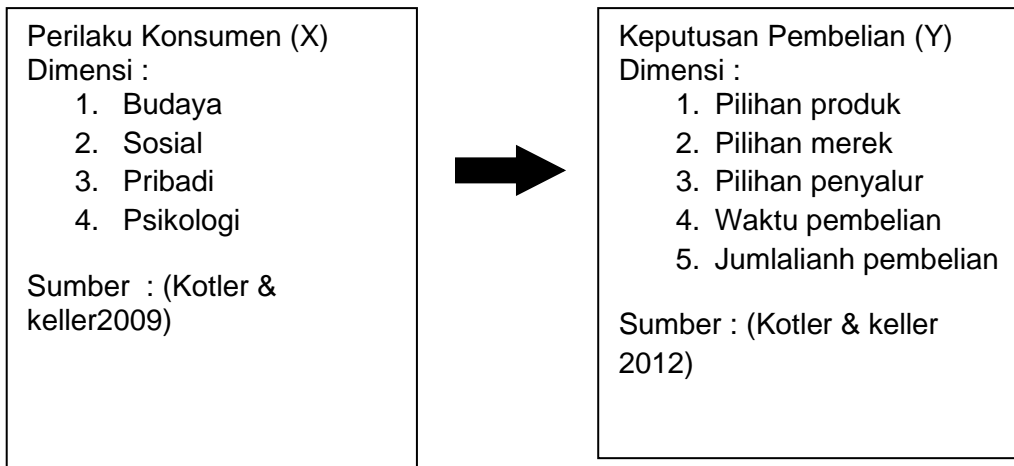 Perilaku Konsumen (X)
Dimensi :
1. Budaya
2. Sosial
3. Pribadi
4. Psikologi
Sumber : (Kotler &
keller2009)
Keputusan Pembelian (Y)
Dimensi :
1. Pilihan produk
2. Pilihan merek
3. Pilihan penyalur
4. Waktu pembelian
5. Jumlalianh pembelian
Sumber : (Kotler & keller
2012)